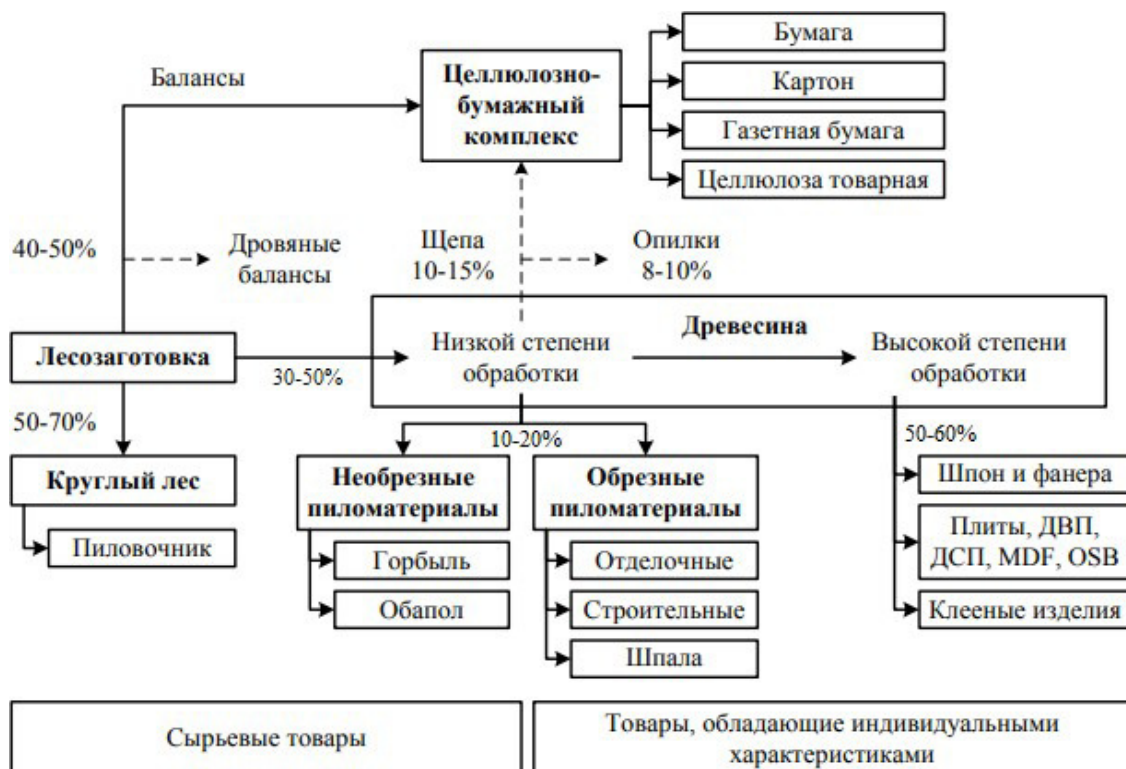 Балансы
Целлюлозно-
бумажный
комплекс
Бумага
Картон
Газетная бумага
Целлюлоза товарная
40-50%
Дровяные
балансы
Щепа
10-15%
Опилки
8-10%
Лесозаготовка
30-50%
Древесина
Низкой степени
обработки
Высокой степени
обработки
50-70%
Круглый лес
Пиловочник
10-20%
Необрезные
пиломатериалы
Горбыль
Обапол
Обрезные
пиломатериалы
Отделочные
Строительные
Шпала
50-60%
Шпон и фанера
Плиты, ДВП,
ДСП, MDF, OSB
Клееные изделия
Сырьевые товары
Товары, обладающие индивидуальными
характеристиками